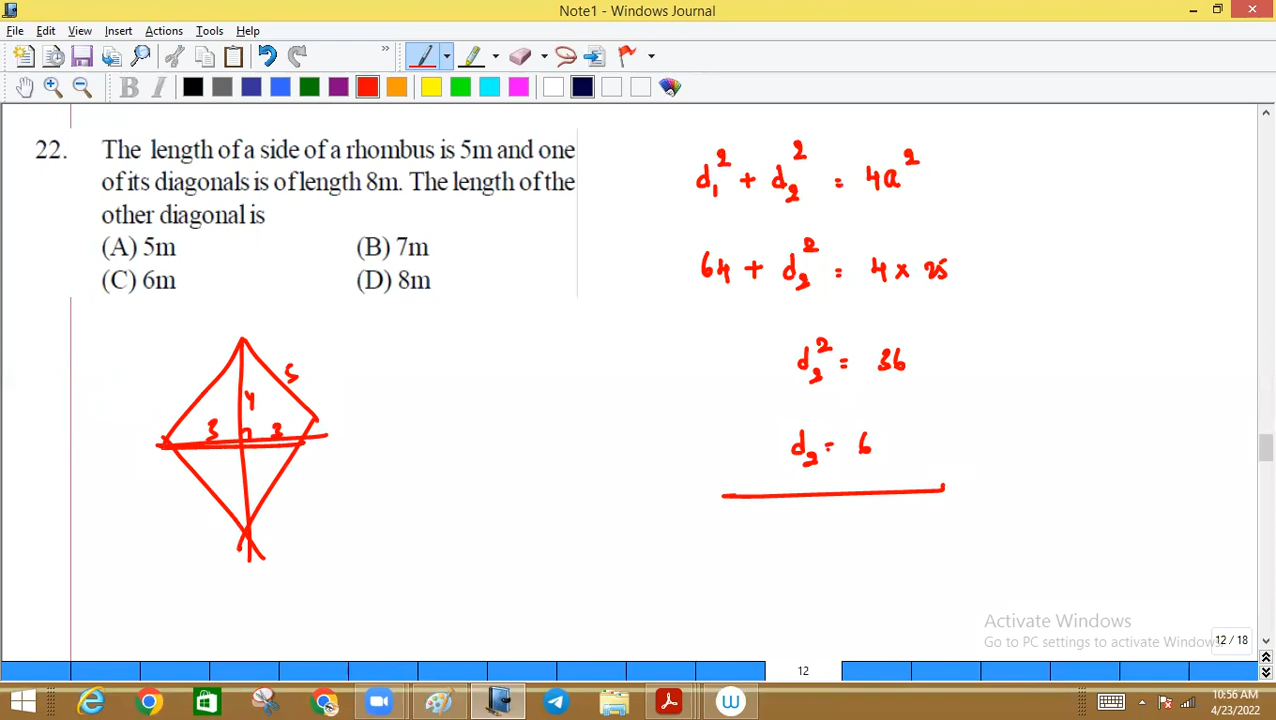 Note1 - Windows Journal
File Edit View Insert Actions Tools Help
B I
22. The length of a side of a rhombus is 5m and one
of its diagonals is of length 8m. The length of the
other diagonal is
(A) 5m (B) 7m
(C) 6m (D) 8m
d₁² + d₂² = 4a²
64 + d₂² = 4 × 25
d₂² = 36
d₂ = 6
5
4
3 3
Activate Windows
Go to PC settings to activate Windows.
12 / 18
12
W
10:56 AM
4/23/2022